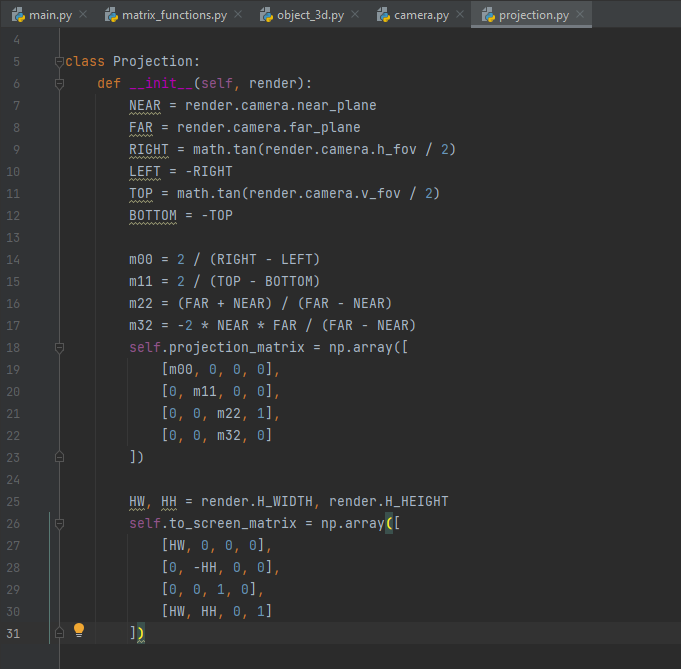 main.py matrix_functions.py object_3d.py camera.py projection.py
4
5 class Projection:
6     def __init__(self, render):
7         NEAR = render.camera.near_plane
8         FAR = render.camera.far_plane
9         RIGHT = math.tan(render.camera.h_fov / 2)
10         LEFT = -RIGHT
11         TOP = math.tan(render.camera.v_fov / 2)
12         BOTTOM = -TOP
13
14         m00 = 2 / (RIGHT - LEFT)
15         m11 = 2 / (TOP - BOTTOM)
16         m22 = (FAR + NEAR) / (FAR - NEAR)
17         m32 = -2 * NEAR * FAR / (FAR - NEAR)
18         self.projection_matrix = np.array([
19             [m00, 0, 0, 0],
20             [0, m11, 0, 0],
21             [0, 0, m22, 1],
22             [0, 0, m32, 0]
23         ])
24
25         HW, HH = render.H_WIDTH, render.H_HEIGHT
26         self.to_screen_matrix = np.array([
27             [HW, 0, 0, 0],
28             [0, -HH, 0, 0],
29             [0, 0, 1, 0],
30             [HW, HH, 0, 1]
31         ])